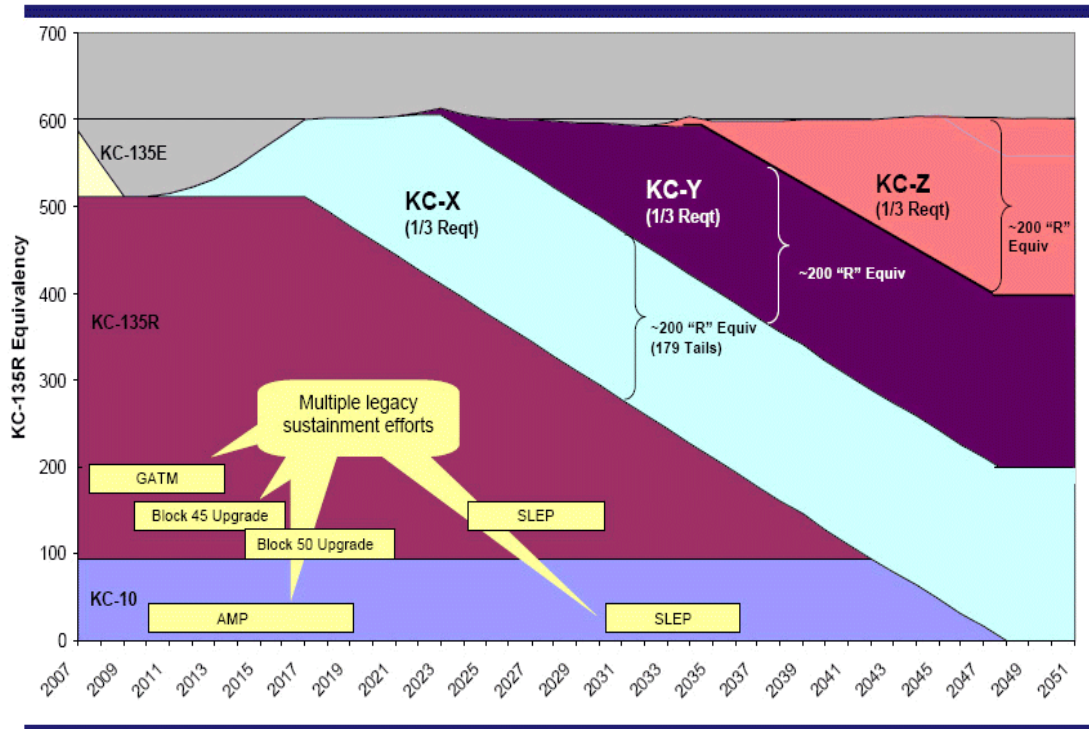 700
600
500
400
300
200
100
0
KC-135R Equivalency
KC-135E
KC-X
(1/3 Reqt)
KC-Y
(1/3 Reqt)
KC-Z
(1/3 Reqt)
~200 “R”
Equiv
~200 “R” Equiv
~200 “R” Equiv
(179 Tails)
KC-135R
Multiple legacy
sustainment efforts
GATM
Block 45 Upgrade
SLEP
Block 50 Upgrade
KC-10
AMP
SLEP
2007
2009
2011
2013
2015
2017
2019
2021
2023
2025
2027
2029
2031
2033
2035
2037
2039
2041
2043
2045
2047
2049
2051